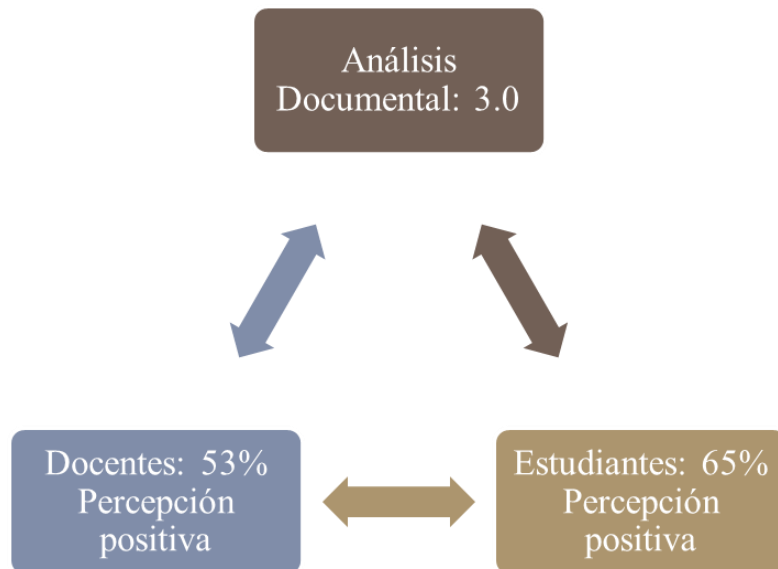 Análisis
Documental: 3.0
Docentes: 53%
Percepción
positiva
Estudiantes: 65%
Percepción
positiva